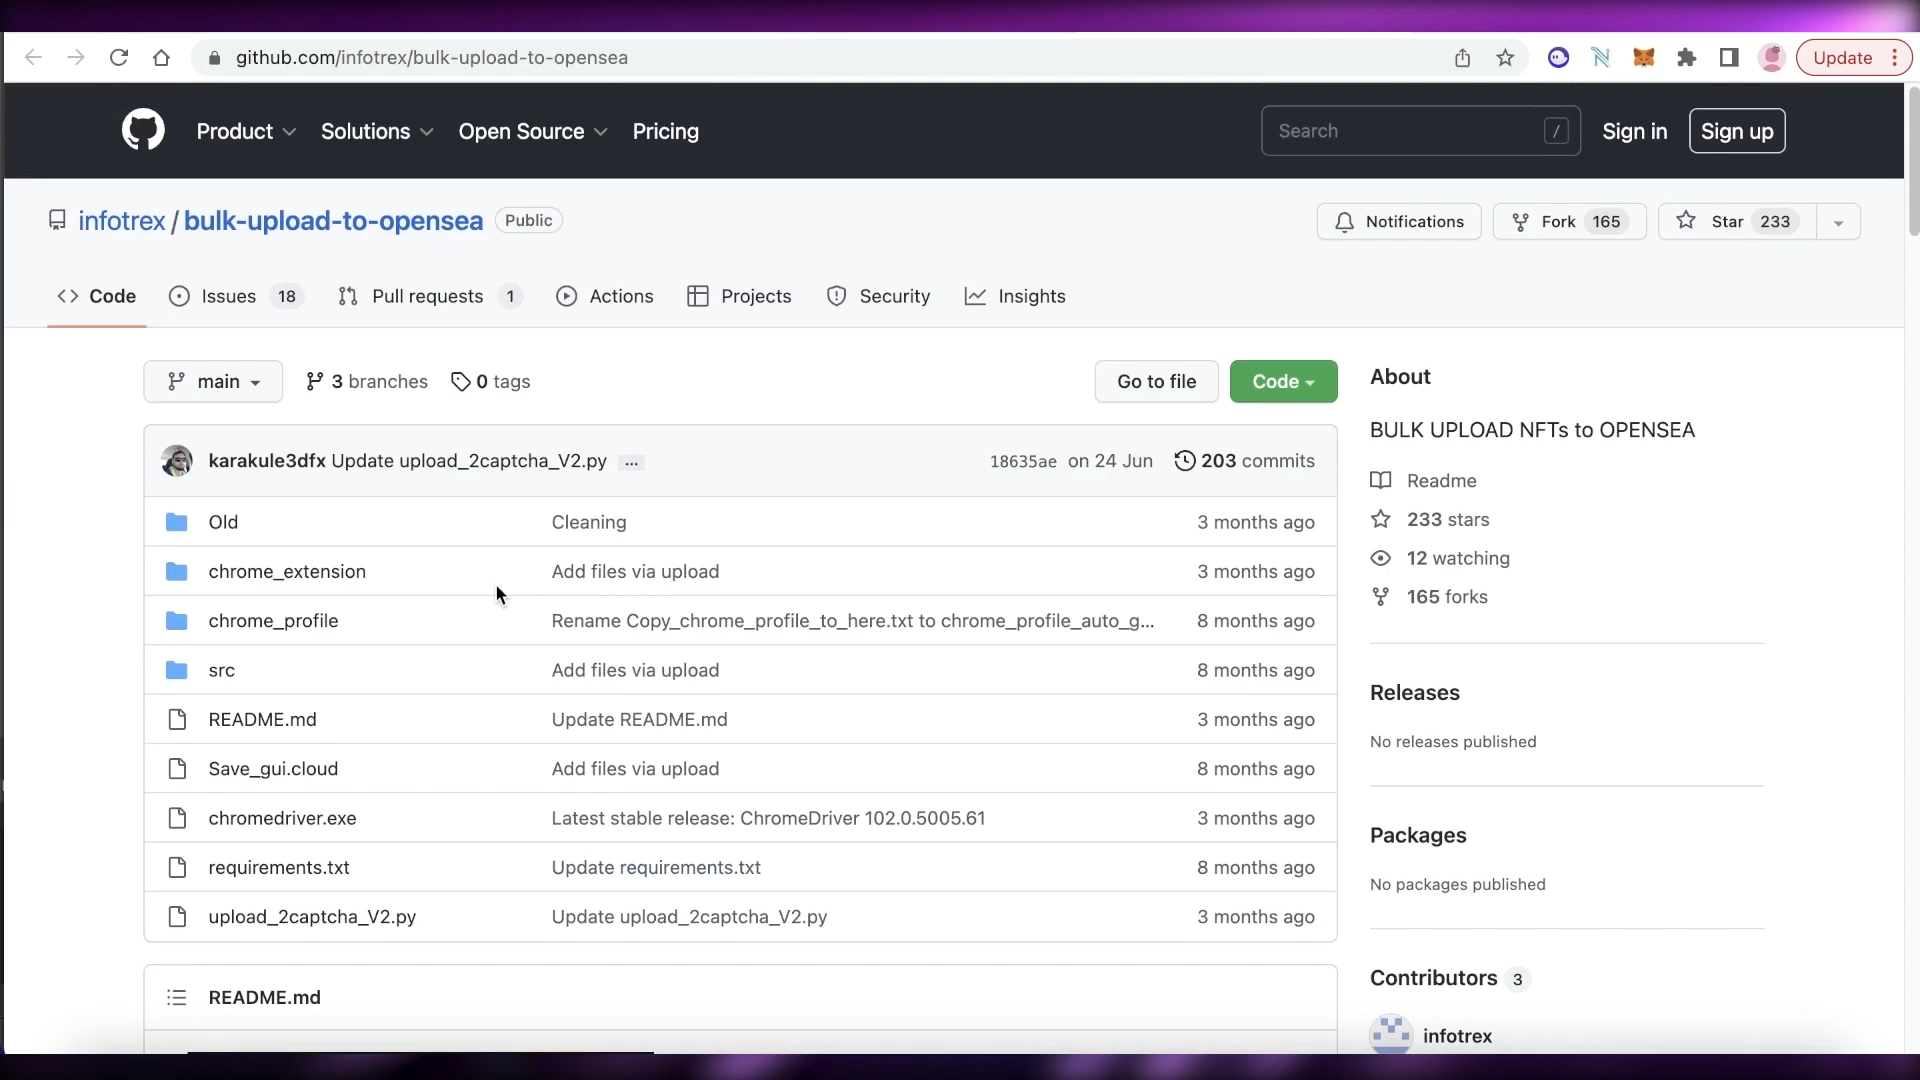 github.com/infotrex/bulk-upload-to-opensea
Update
Product
Solutions
Open Source
Pricing
Search
/
Sign in
Sign up
infotrex / bulk-upload-to-opensea
Public
Notifications
Fork 165
Star 233
Code
Issues 18
Pull requests 1
Actions
Projects
Security
Insights
main
3 branches
0 tags
Go to file
Code
About
BULK UPLOAD NFTs to OPENSEA
Readme
233 stars
12 watching
165 forks
karakule3dfx Update upload_2captcha_V2.py ... 18635ae on 24 Jun 203 commits
Old Cleaning 3 months ago
chrome_extension Add files via upload 3 months ago
chrome_profile Rename Copy_chrome_profile_to_here.txt to chrome_profile_auto_g... 8 months ago
src Add files via upload 8 months ago
README.md Update README.md 3 months ago
Save_gui.cloud Add files via upload 8 months ago
chromedriver.exe Latest stable release: ChromeDriver 102.0.5005.61 3 months ago
requirements.txt Update requirements.txt 8 months ago
upload_2captcha_V2.py Update upload_2captcha_V2.py 3 months ago
README.md
Releases
No releases published
Packages
No packages published
Contributors 3
infotrex